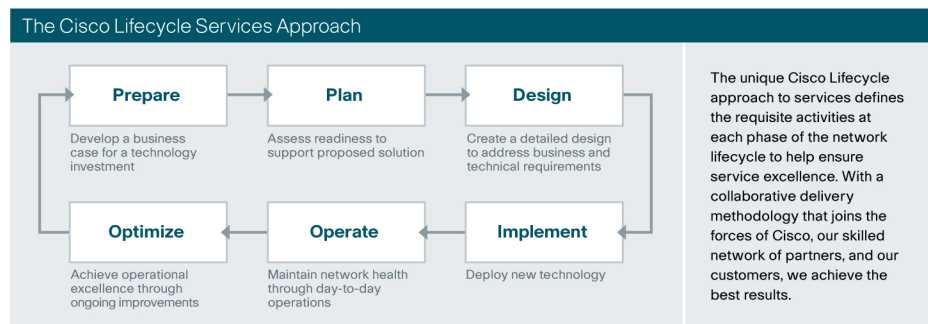 The Cisco Lifecycle Services Approach
Prepare
Develop a business
case for a technology
investment
Plan
Assess readiness to
support proposed solution
Design
Create a detailed design
to address business and
technical requirements
Optimize
Achieve operational
excellence through
ongoing improvements
Operate
Maintain network health
through day-to-day
operations
Implement
Deploy new technology
The unique Cisco Lifecycle
approach to services defines
the requisite activities at
each phase of the network
lifecycle to help ensure
service excellence. With a
collaborative delivery
methodology that joins the
forces of Cisco, our skilled
network of partners, and our
customers, we achieve the
best results.